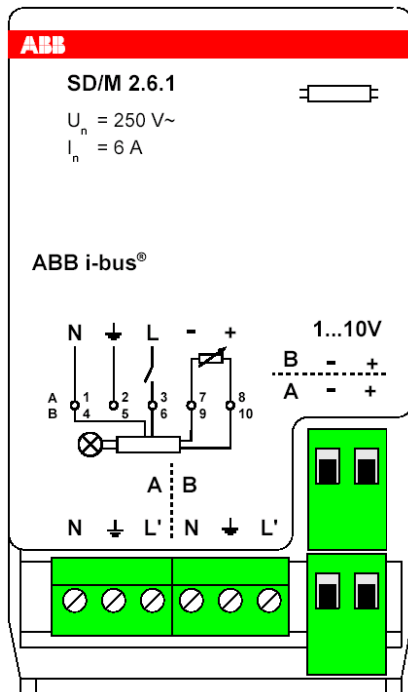 ABB
SD/M 2.6.1
Un = 250 V~
In = 6 A
ABB i-bus®
N L - +
1...10V
B - +
A - +
A 1 2 3 7 8
B 4 5 6 9 10
A B
N L' N L'